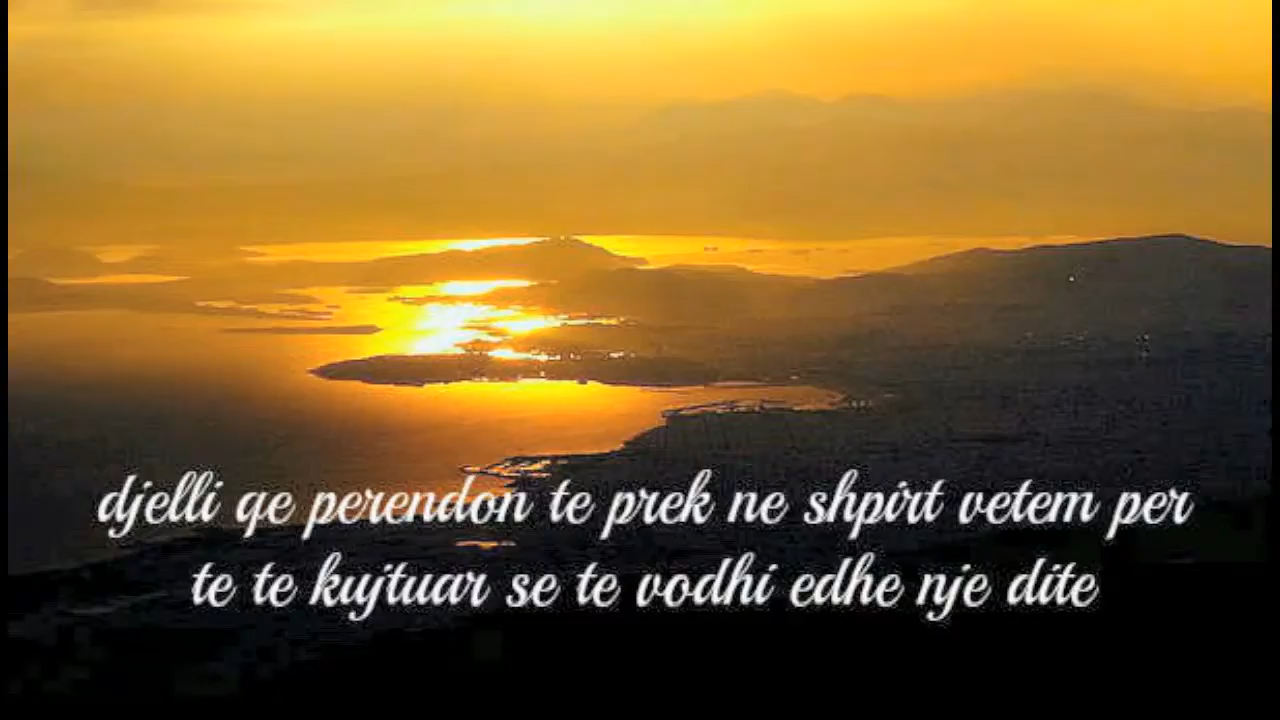 djelli qe perendon te prek ne shpirt vetem per
te te kujtuar se te vodhi edhe nje dite